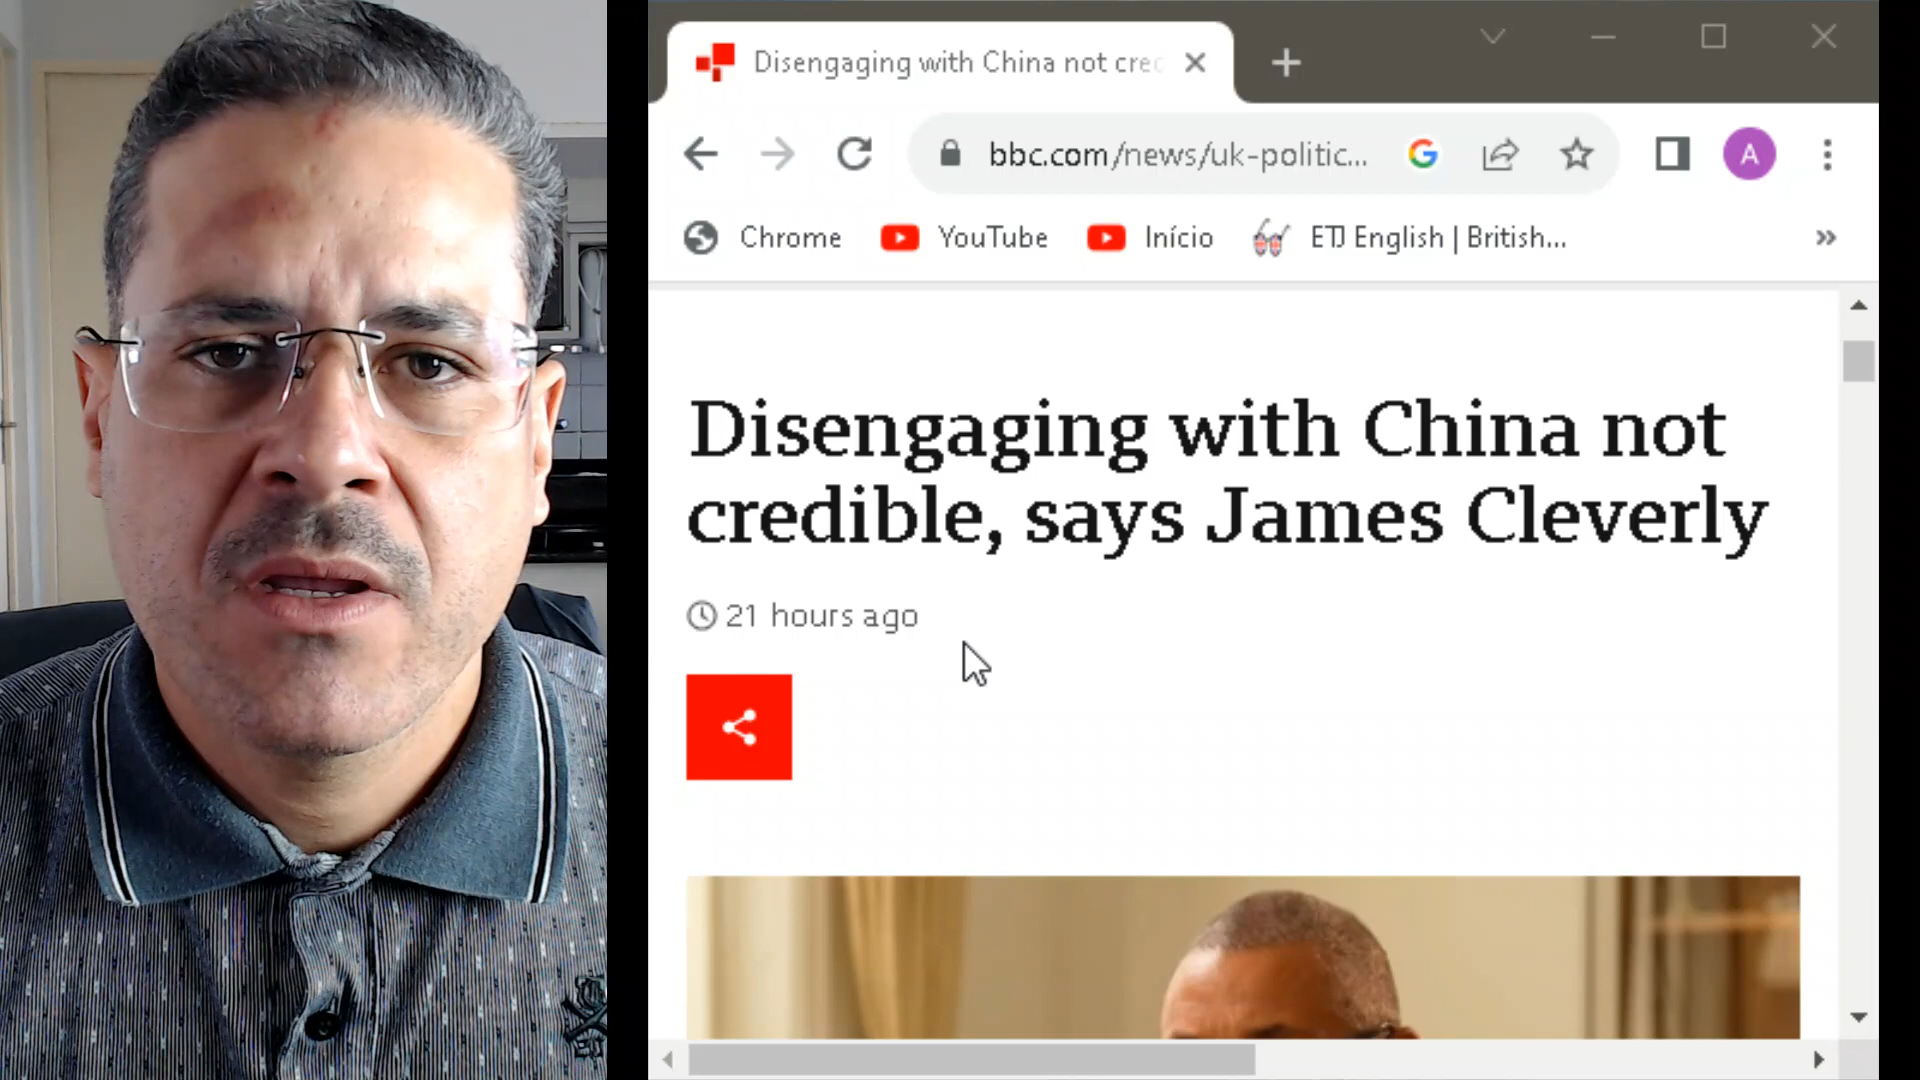 Disengaging with China not crec
bbc.com/news/uk-politic...
A
Chrome
YouTube
Início
ETJ English | British...
Disengaging with China not
credible, says James Cleverly
21 hours ago